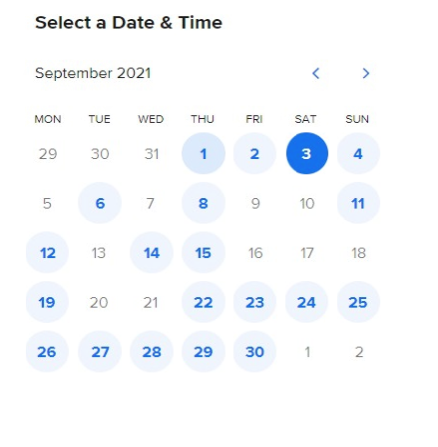 Select a Date & Time
September 2021
MON TUE WED THU FRI SAT SUN
29 30 31 1 2 3 4
5 6 7 8 9 10 11
12 13 14 15 16 17 18
19 20 21 22 23 24 25
26 27 28 29 30 1 2